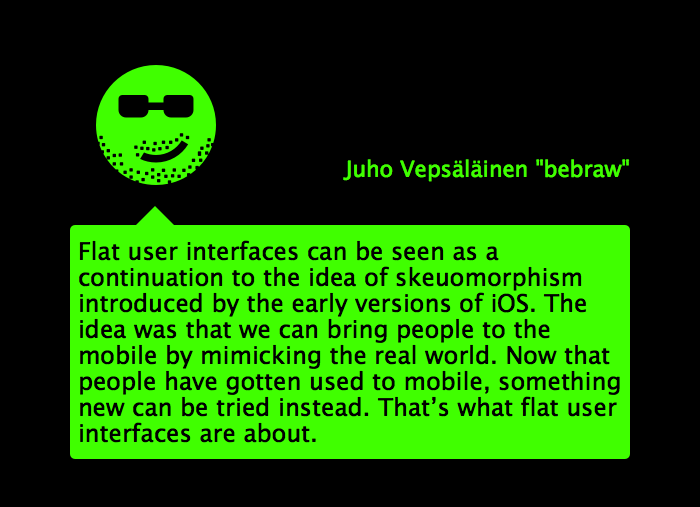 Juho Vepsäläinen "bebraw"
Flat user interfaces can be seen as a
continuation to the idea of skeuomorphism
introduced by the early versions of iOS. The
idea was that we can bring people to the
mobile by mimicking the real world. Now that
people have gotten used to mobile, something
new can be tried instead. That’s what flat user
interfaces are about.